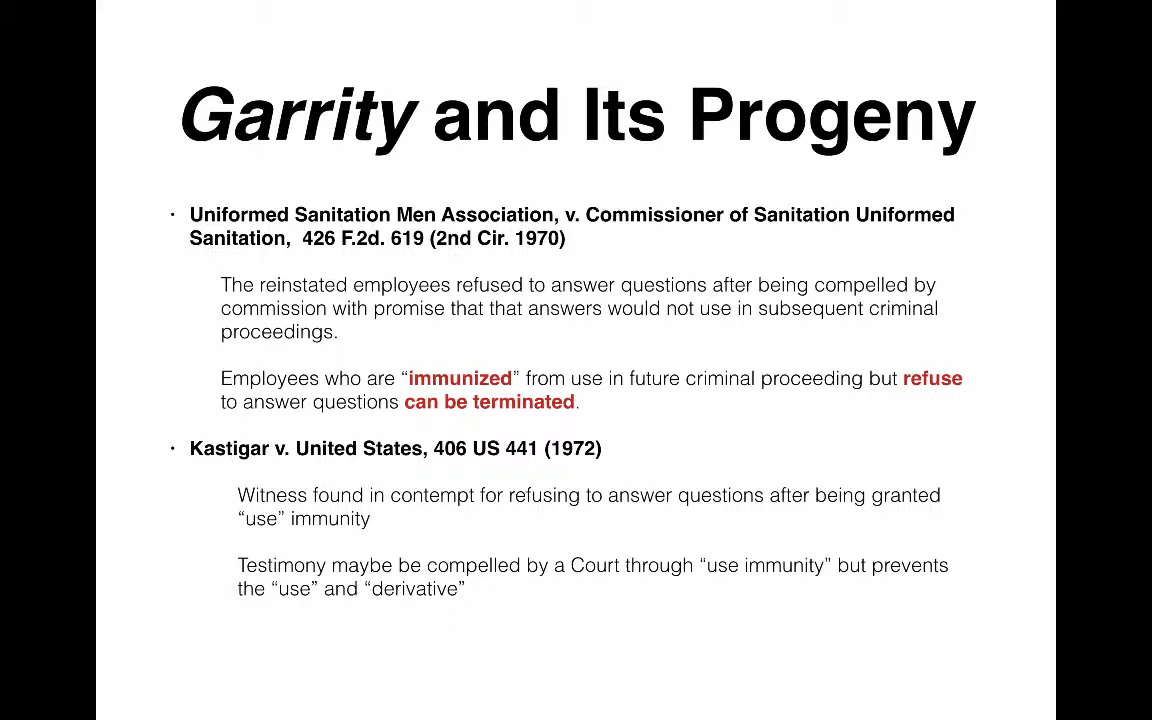 Garrity and Its Progeny
· Uniformed Sanitation Men Association, v. Commissioner of Sanitation Uniformed
Sanitation,  426 F.2d. 619 (2nd Cir. 1970)
The reinstated employees refused to answer questions after being compelled by
commission with promise that that answers would not use in subsequent criminal
proceedings.
Employees who are “immunized” from use in future criminal proceeding but refuse
to answer questions can be terminated.
· Kastigar v. United States, 406 US 441 (1972)
Witness found in contempt for refusing to answer questions after being granted
“use” immunity
Testimony maybe be compelled by a Court through “use immunity” but prevents
the “use” and “derivative”